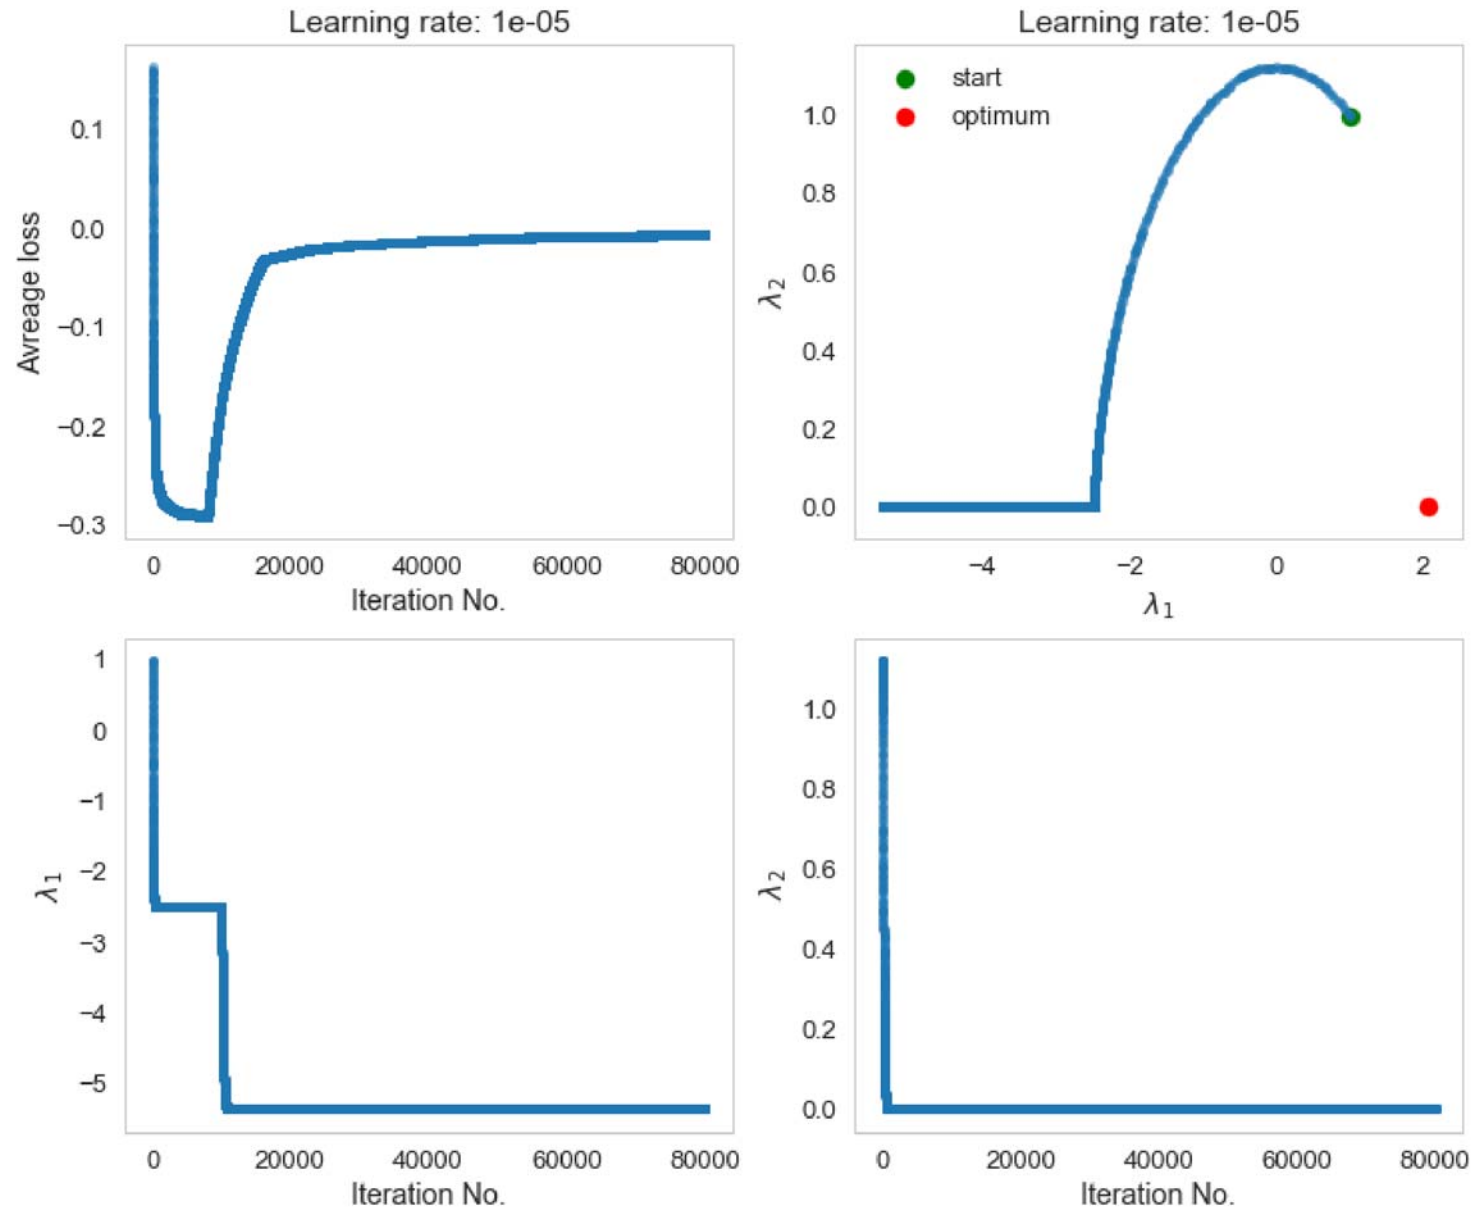 Learning rate: 1e-05
0.1
0.0
−0.1
−0.2
−0.3
Avreage loss
0 20000 40000 60000 80000
Iteration No.
Learning rate: 1e-05
start
optimum
1.0
0.8
0.6
0.4
0.2
0.0
λ2
−4 −2 0 2
λ1
1
0
−1
−2
−3
−4
−5
λ1
0 20000 40000 60000 80000
Iteration No.
1.0
0.8
0.6
0.4
0.2
0.0
λ2
0 20000 40000 60000 80000
Iteration No.